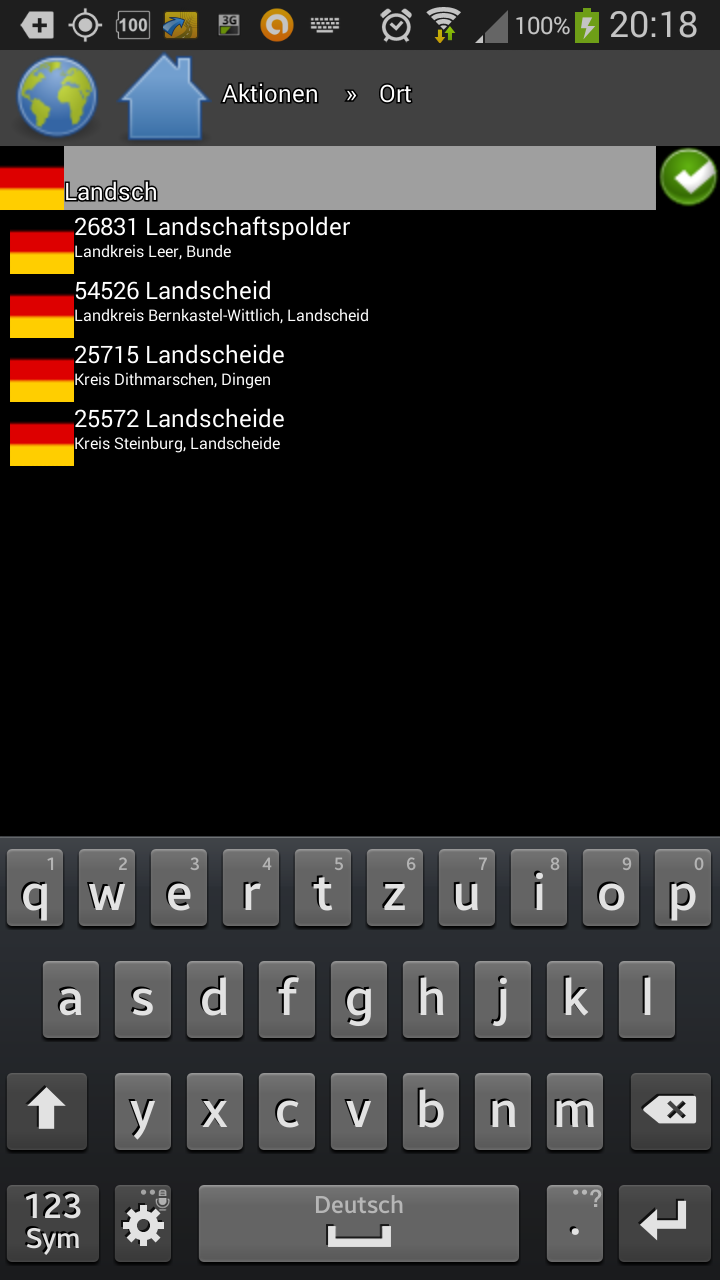 100 3G 100% 20:18
Aktionen » Ort
Landsch
26831 Landschaftspolder
Landkreis Leer, Bunde
54526 Landscheid
Landkreis Bernkastel-Wittlich, Landscheid
25715 Landscheide
Kreis Dithmarschen, Dingen
25572 Landscheide
Kreis Steinburg, Landscheide
1 2 3 4 5 6 7 8 9 0
q w e r t z u i o p
a s d f g h j k l
y x c v b n m
123 Deutsch ..?
Sym .